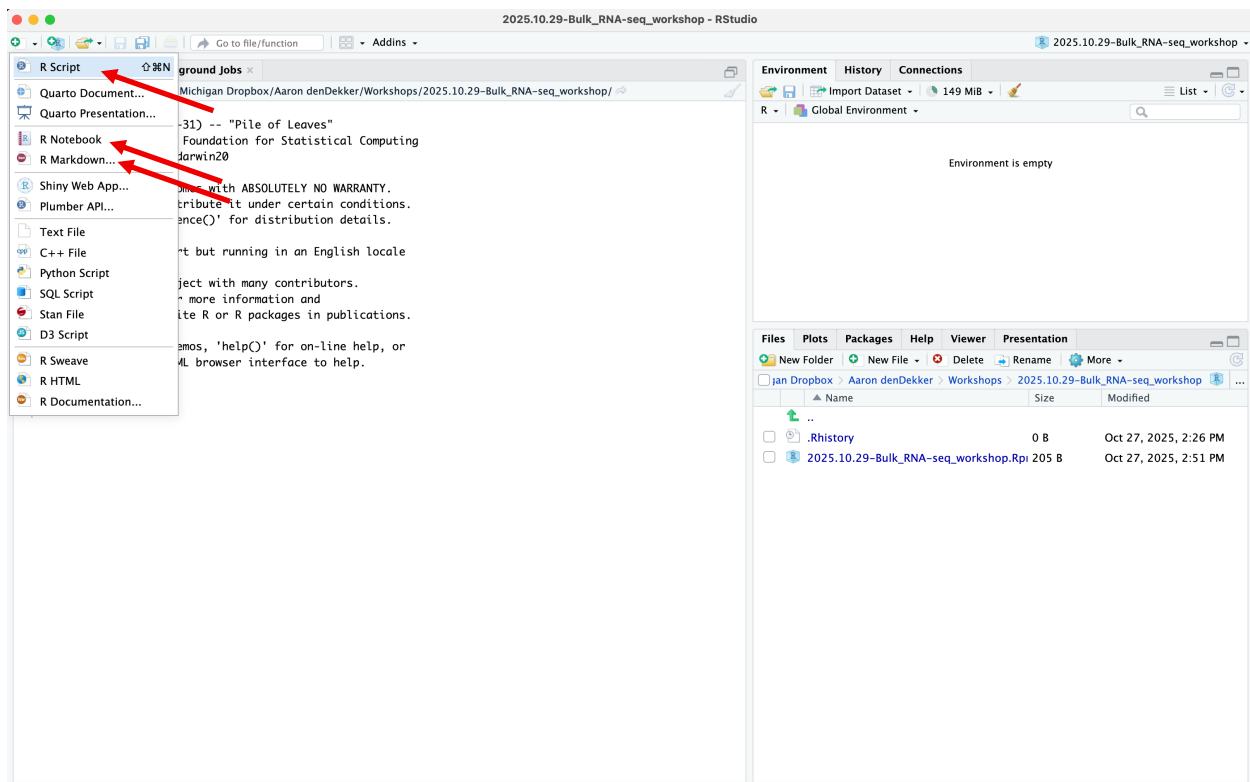 2025.10.29-Bulk_RNA-seq_workshop - RStudio
Go to file/function
Addins
2025.10.29-Bulk_RNA-seq_workshop
R Script ⇧⌘N
Quarto Document...
Quarto Presentation...
R Notebook
R Markdown...
Shiny Web App...
Plumber API...
Text File
C++ File
Python Script
SQL Script
Stan File
D3 Script
R Sweave
R HTML
R Documentation...
ground Jobs
Michigan Dropbox/Aaron denDekker/Workshops/2025.10.29-Bulk_RNA-seq_workshop/
-31) -- "Pile of Leaves"
Foundation for Statistical Computing
darwin20
with ABSOLUTELY NO WARRANTY.
tribute it under certain conditions.
ence()' for distribution details.
rt but running in an English locale
ject with many contributors.
r more information and
ite R or R packages in publications.
emos, 'help()' for on-line help, or
ML browser interface to help.
Environment History Connections
Import Dataset 149 MiB List
R Global Environment
Environment is empty
Files Plots Packages Help Viewer Presentation
New Folder New File Delete Rename More
gan Dropbox > Aaron denDekker > Workshops > 2025.10.29-Bulk_RNA-seq_workshop ...
Name Size Modified
..
.Rhistory 0 B Oct 27, 2025, 2:26 PM
2025.10.29-Bulk_RNA-seq_workshop.Rpr 205 B Oct 27, 2025, 2:51 PM